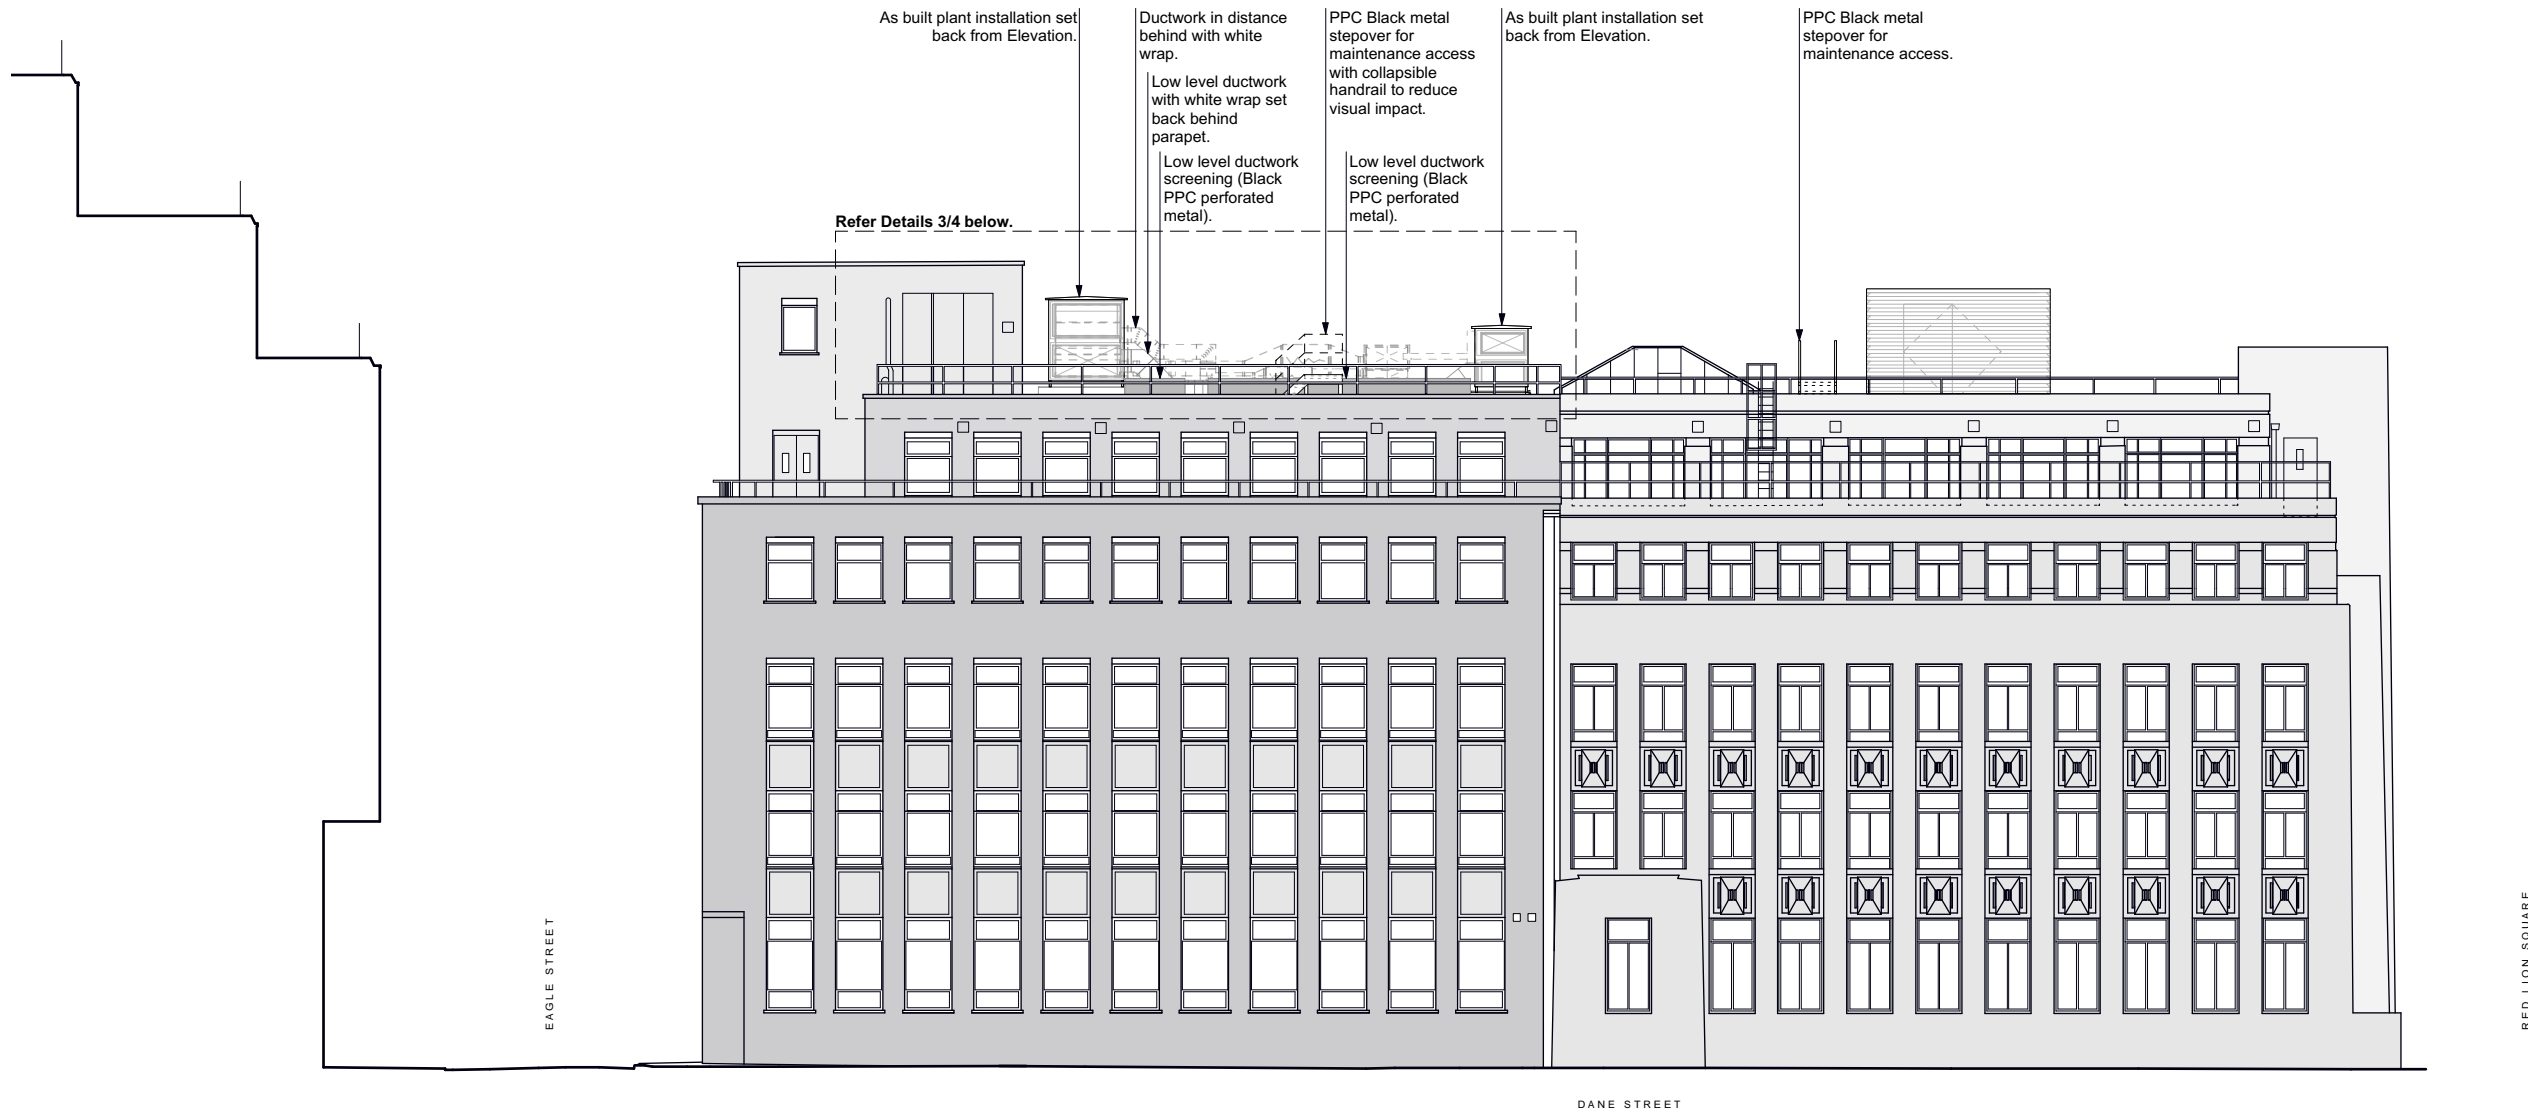 As built plant installation set
back from Elevation.
Ductwork in distance
behind with white
wrap.
Low level ductwork
with white wrap set
back behind
parapet.
Low level ductwork
screening (Black
PPC perforated
metal).
PPC Black metal
stepover for
maintenance access
with collapsible
handrail to reduce
visual impact.
Low level ductwork
screening (Black
PPC perforated
metal).
As built plant installation set
back from Elevation.
PPC Black metal
stepover for
maintenance access.
Refer Details 3/4 below.
EAGLE STREET
RED LION SQUARE
DANE STREET